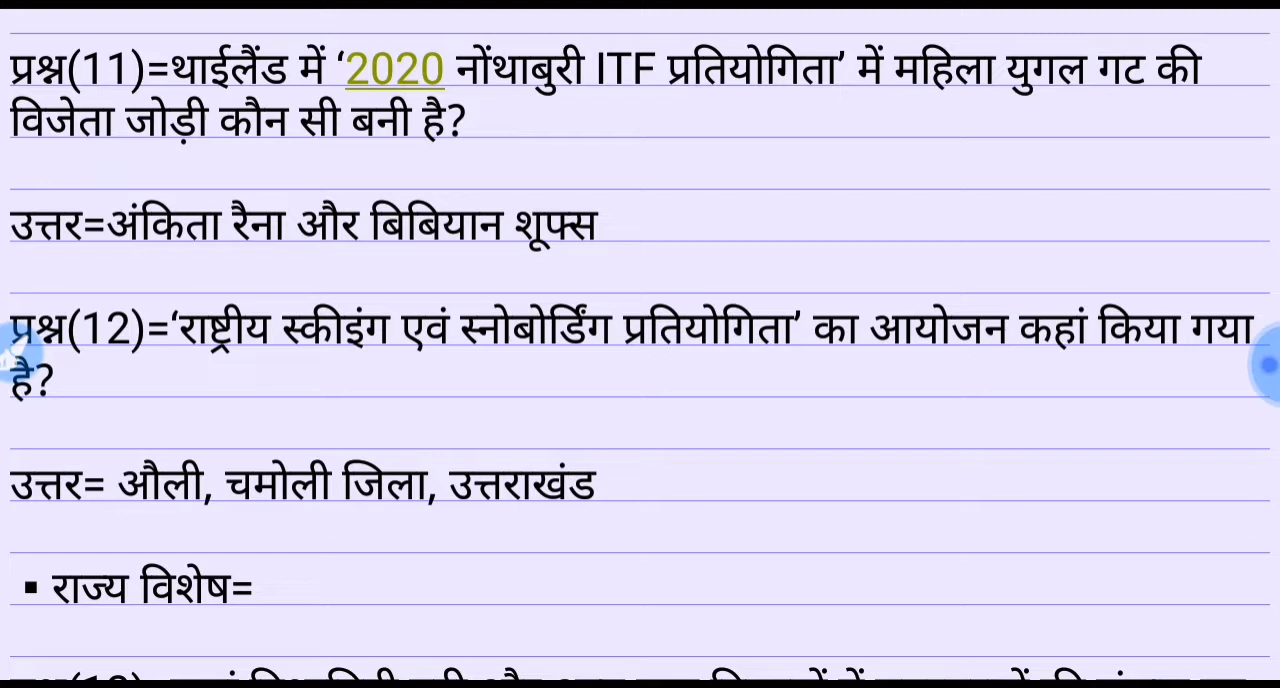 प्रश्न(11)=थाईलैंड में ‘2020 नोंथाबुरी ITF प्रतियोगिता’ में महिला युगल गट की
विजेता जोड़ी कौन सी बनी है?
उत्तर=अंकिता रैना और बिबियान शूफ्स
प्रश्न(12)=‘राष्ट्रीय स्कीइंग एवं स्नोबोर्डिंग प्रतियोगिता’ का आयोजन कहां किया गया
है?
उत्तर= औली, चमोली जिला, उत्तराखंड
▪ राज्य विशेष=